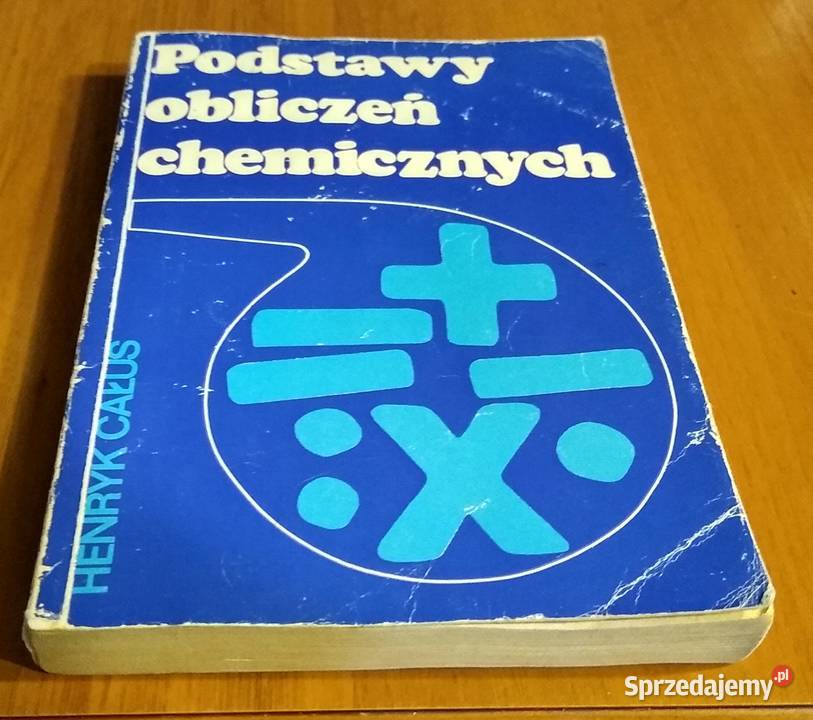 Podstawy
obliczeń
chemicznych
HENRYK CAŁUS
Sprzedajemy.pl